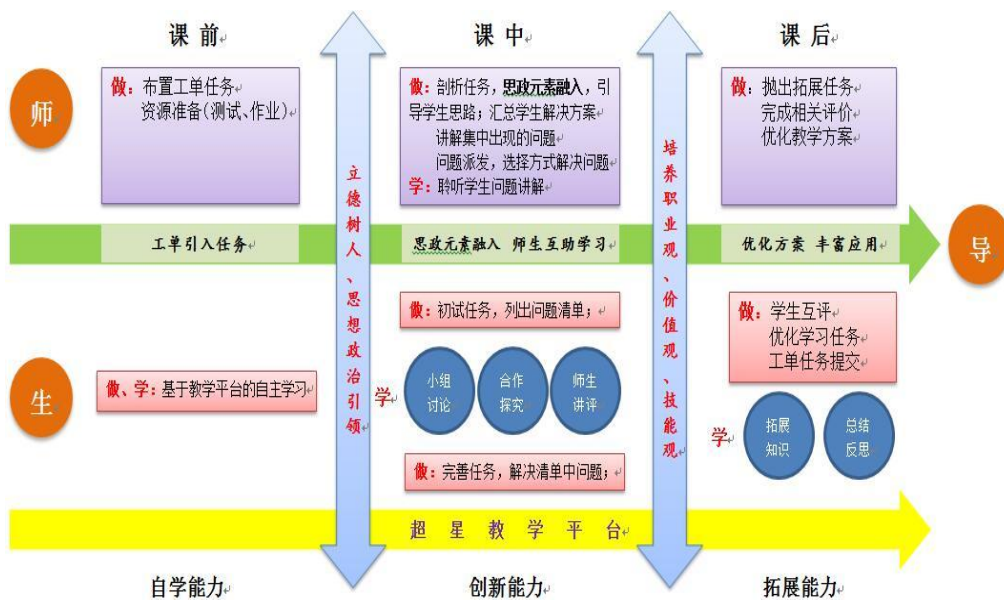 课 前
课 中
课 后
师
做：布置工单任务
资源准备(测试、作业)
做：剖析任务，思政元素融入，引
导学生思路；汇总学生解决方案
讲解集中出现的问题
问题派发，选择方式解决问题
学：聆听学生问题讲解
做：抛出拓展任务
完成相关评价
优化教学方案
立德树人、思想政治引领
培养职业观、价值观、技能观
工单引入任务
思政元素融入 师生互助学习
优化方案 丰富应用
导
生
做、学：基于教学平台的自主学习
做：初试任务，列出问题清单；
学
小组
讨论
合作
探究
师生
讲评
做：完善任务，解决清单中问题；
做：学生互评
优化学习任务
工单任务提交
学
拓展
知识
总结
反思
超 星 教 学 平 台
自学能力
创新能力
拓展能力